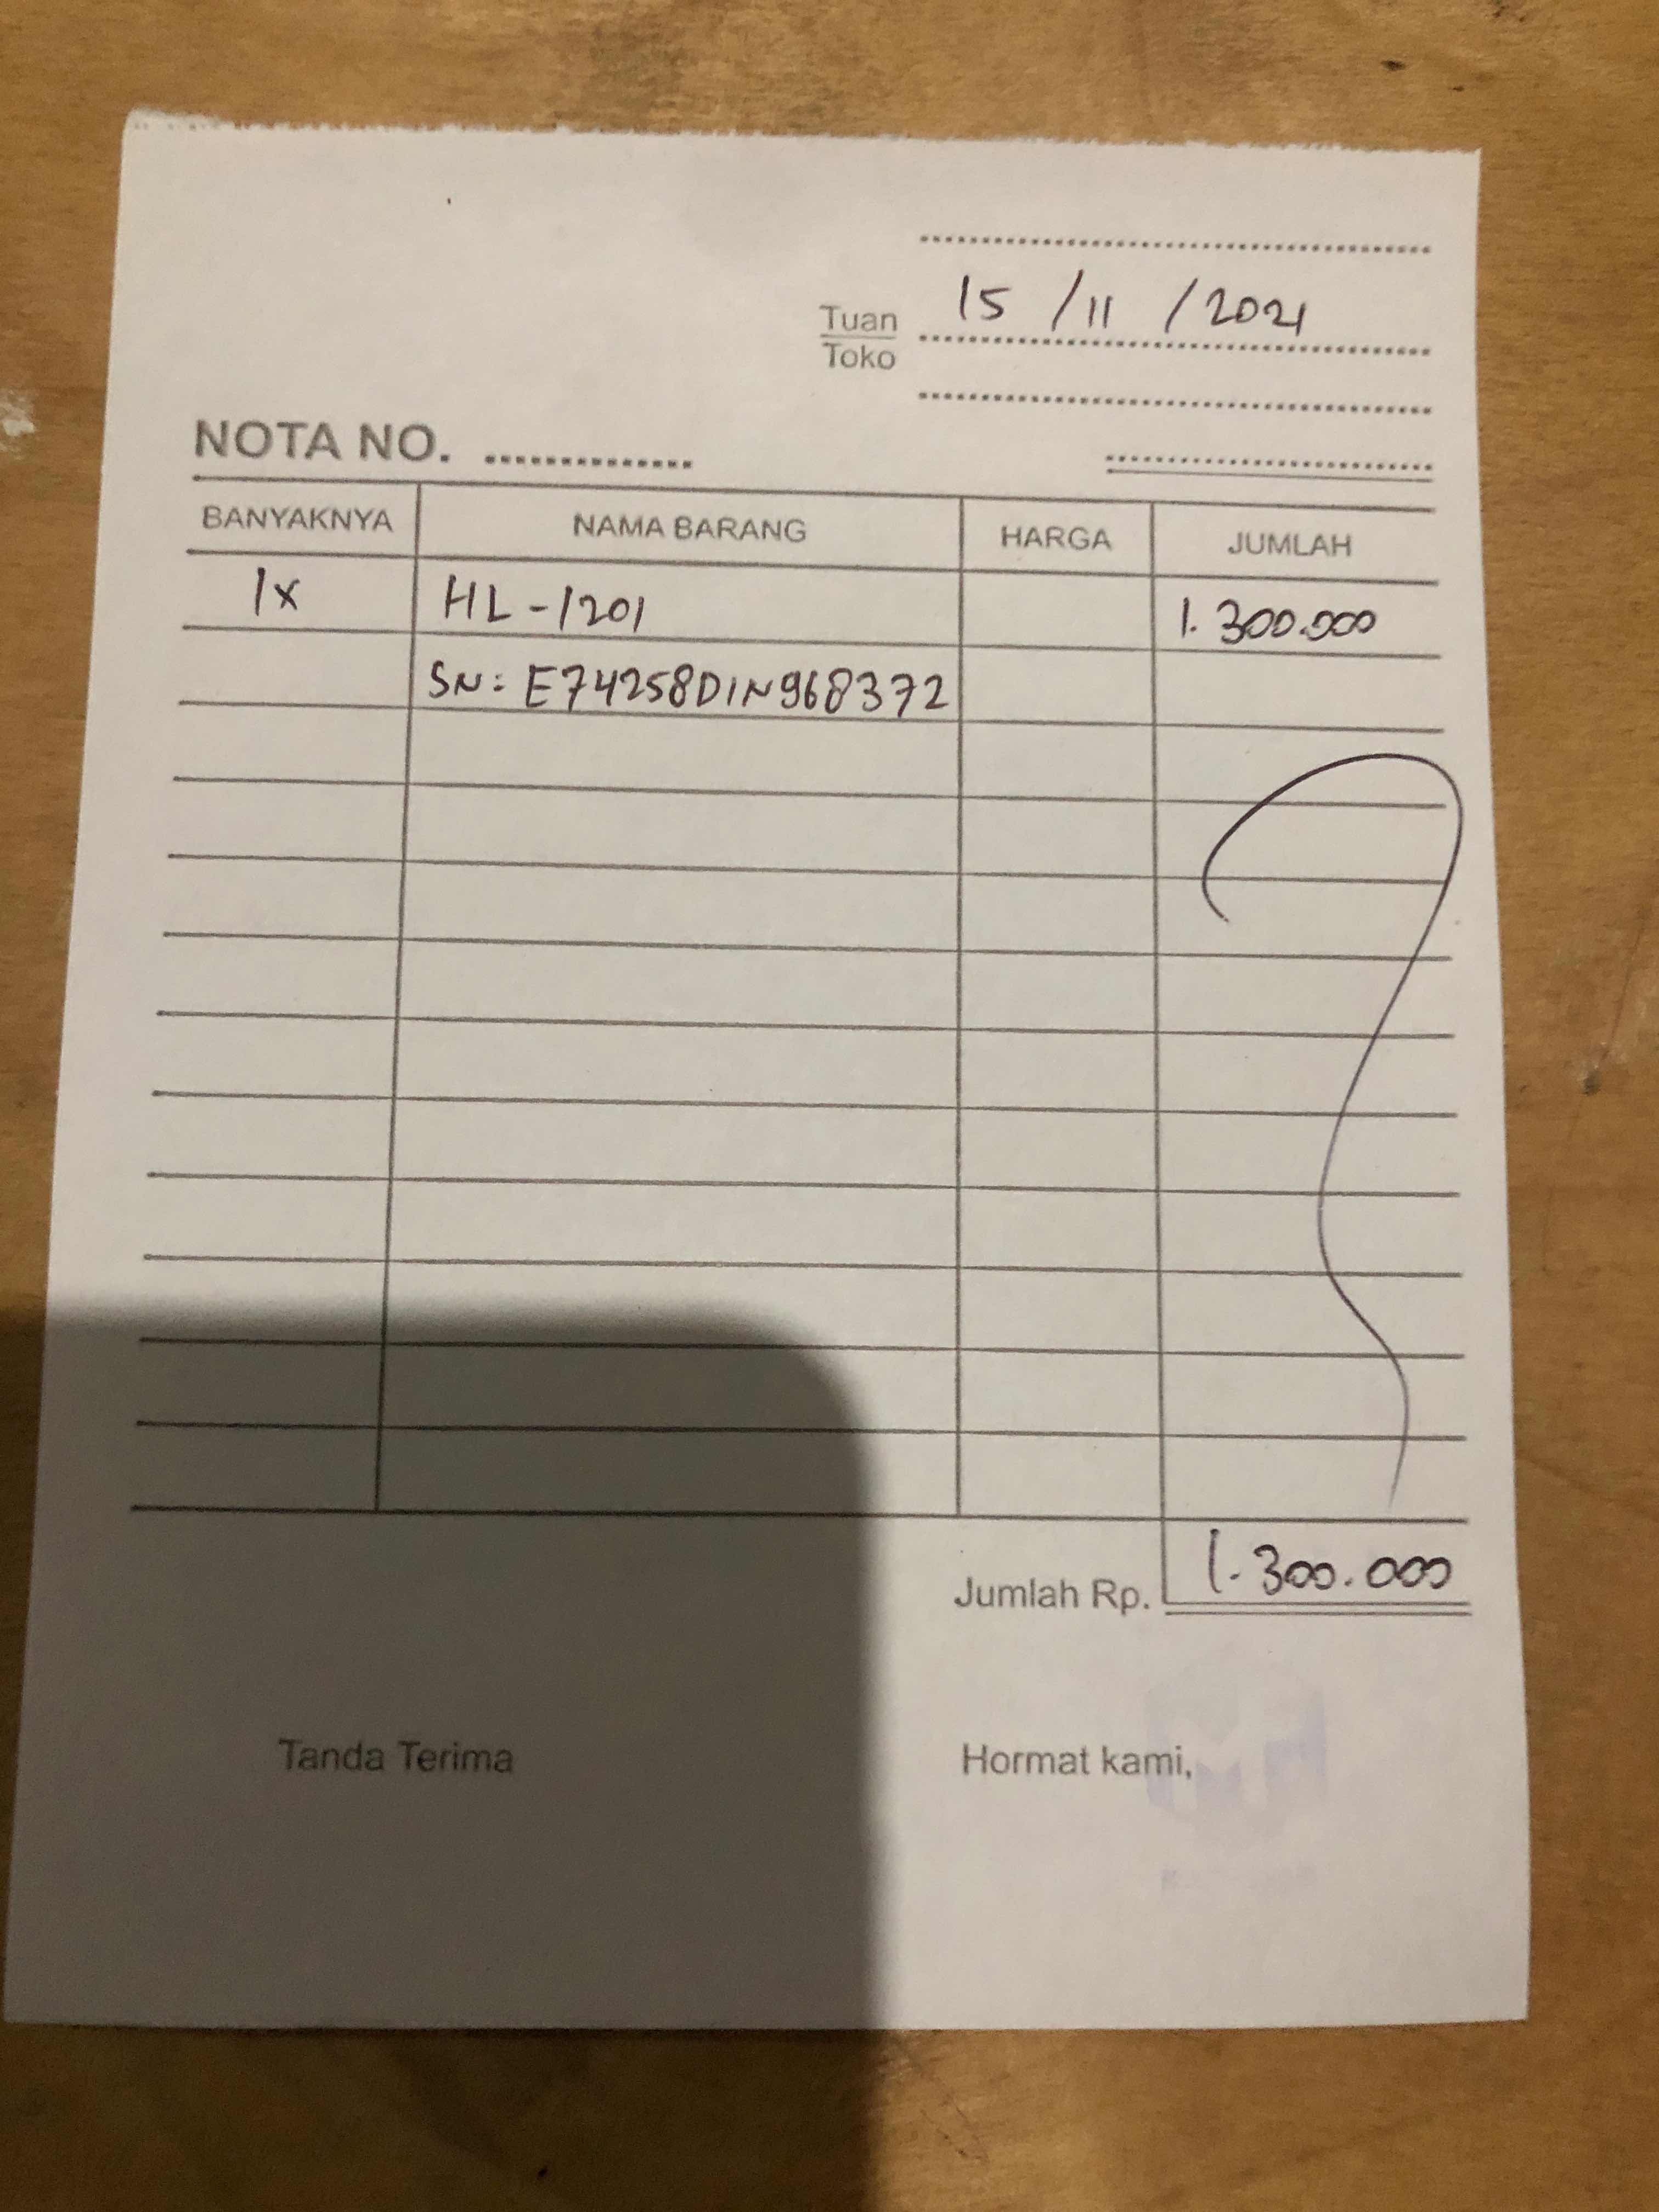 15 / 11 / 2021
Tuan
Toko
NOTA NO. ..............
BANYAKNYA NAMA BARANG HARGA JUMLAH
1x HL-1201 1.300.000
SN: E74258D1N968372
Jumlah Rp. 1.300.000
Tanda Terima Hormat kami,